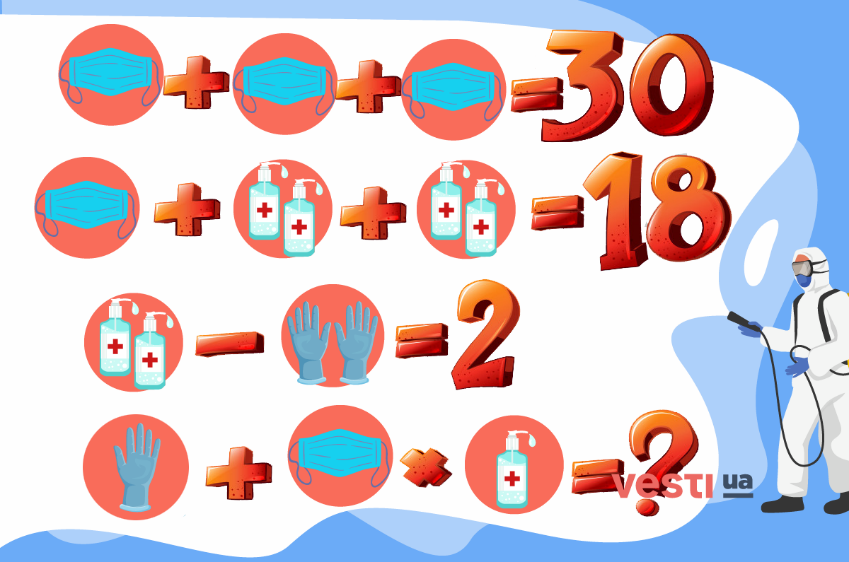 + + = 30
+ + = 18
- = 2
+ × = ?
vesti ua